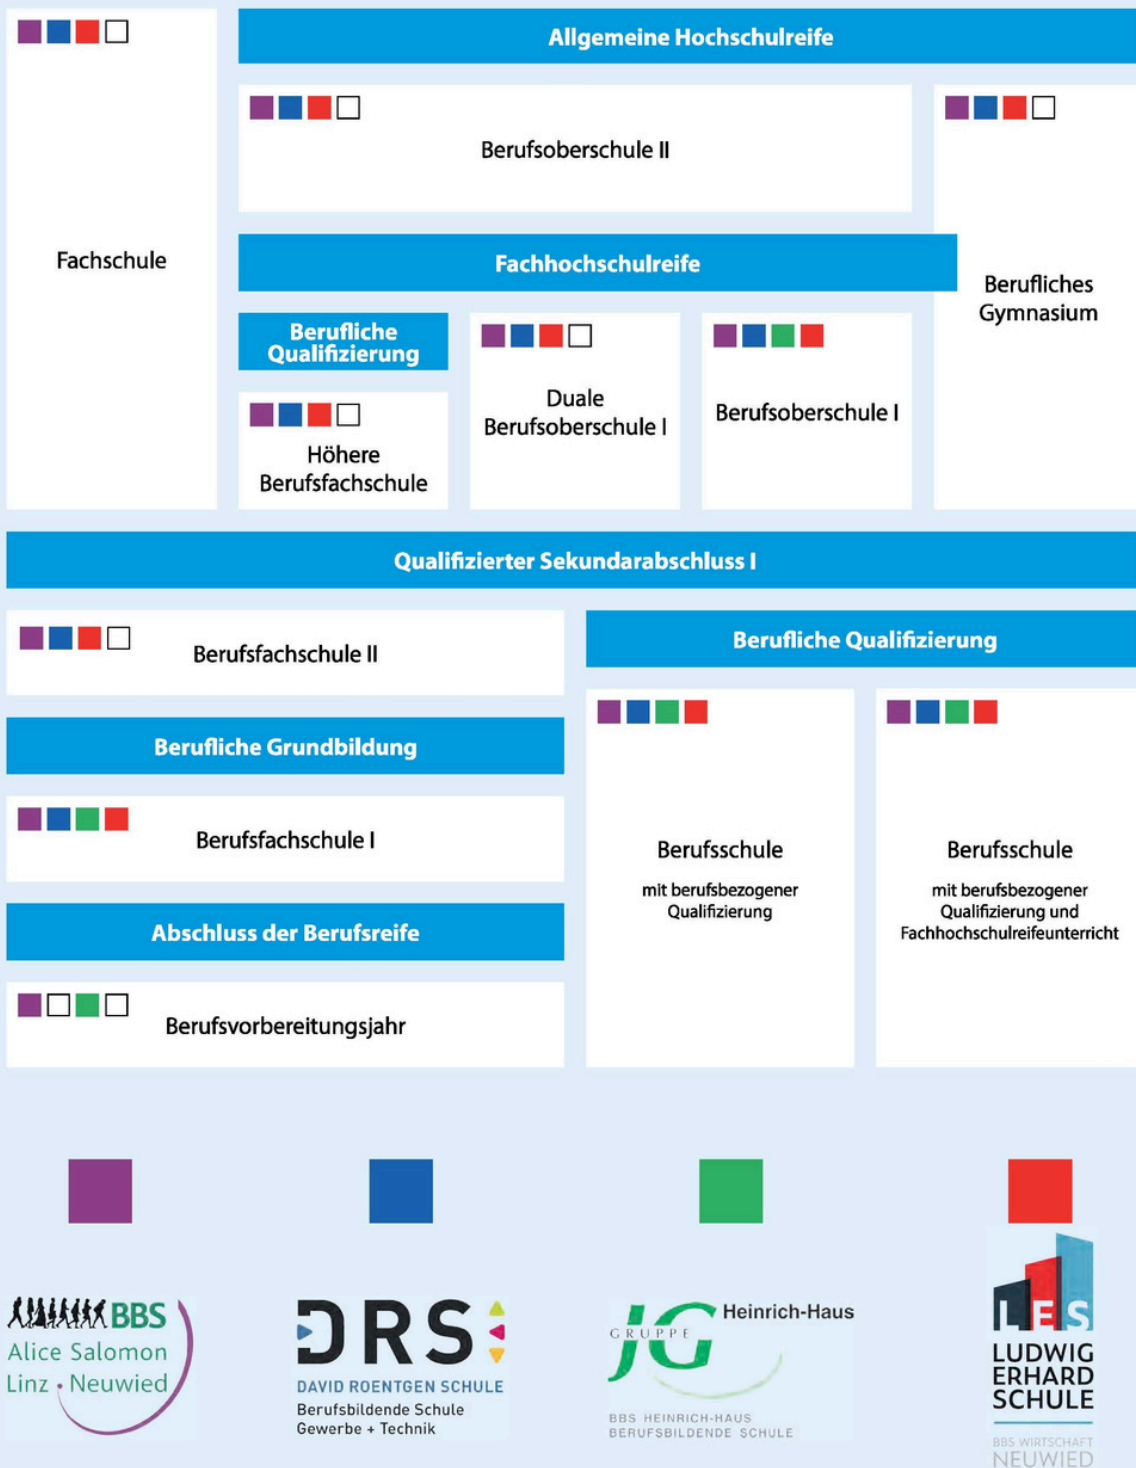 Allgemeine Hochschulreife
Berufsoberschule II
Fachschule
Fachhochschulreife
Berufliches
Gymnasium
Berufliche
Qualifizierung
Duale
Berufsoberschule I
Berufsoberschule I
Höhere
Berufsfachschule
Qualifizierter Sekundarabschluss I
Berufsfachschule II
Berufliche Qualifizierung
Berufliche Grundbildung
Berufsfachschule I
Berufsschule
mit berufsbezogener
Qualifizierung
Berufsschule
mit berufsbezogener
Qualifizierung und
Fachhochschulreifeunterricht
Abschluss der Berufsreife
Berufsvorbereitungsjahr
BBS
Alice Salomon
Linz • Neuwied
DRS
DAVID ROENTGEN SCHULE
Berufsbildende Schule
Gewerbe + Technik
JG
GRUPPE
Heinrich-Haus
BBS HEINRICH-HAUS
BERUFSBILDENDE SCHULE
LES
LUDWIG
ERHARD
SCHULE
BBS WIRTSCHAFT
NEUWIED